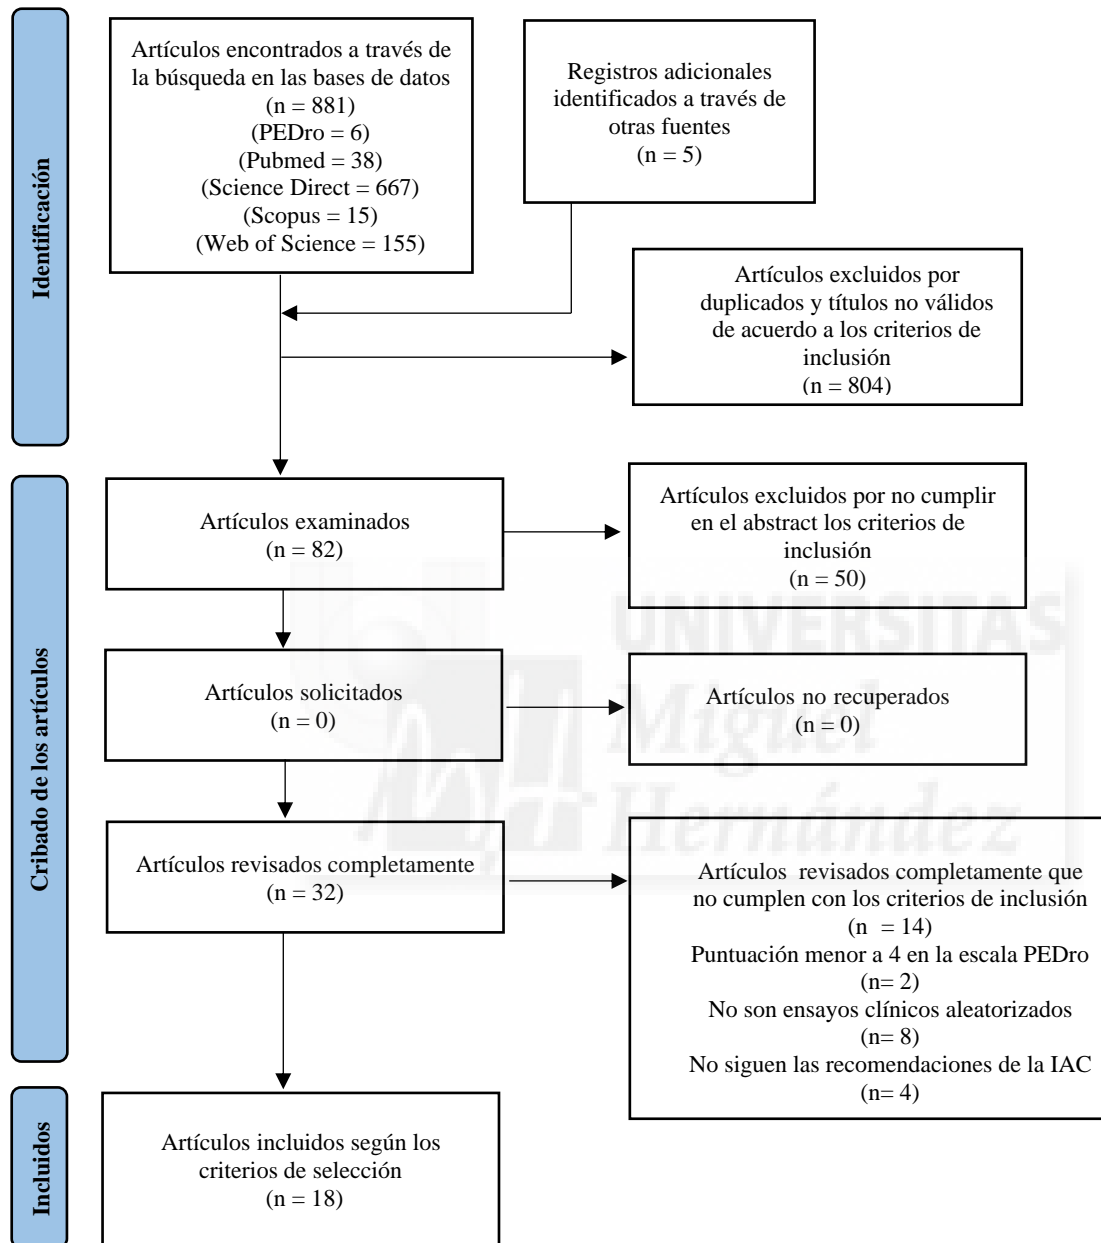 Identificación
Artículos encontrados a través de
la búsqueda en las bases de datos
(n = 881)
(PEDro = 6)
(Pubmed = 38)
(Science Direct = 667)
(Scopus = 15)
(Web of Science = 155)
Registros adicionales
identificados a través de
otras fuentes
(n = 5)
Artículos excluidos por
duplicados y títulos no válidos
de acuerdo a los criterios de
inclusión
(n = 804)
Cribado de los artículos
Artículos examinados
(n = 82)
Artículos excluidos por no cumplir
en el abstract los criterios de
inclusión
(n = 50)
UNIVERSITAS
Miguel
Hernández
Artículos solicitados
(n = 0)
Artículos no recuperados
(n = 0)
Artículos revisados completamente
(n = 32)
Artículos revisados completamente que
no cumplen con los criterios de inclusión
(n = 14)
Puntuación menor a 4 en la escala PEDro
(n= 2)
No son ensayos clínicos aleatorizados
(n= 8)
No siguen las recomendaciones de la IAC
(n= 4)
Incluidos
Artículos incluidos según los
criterios de selección
(n = 18)